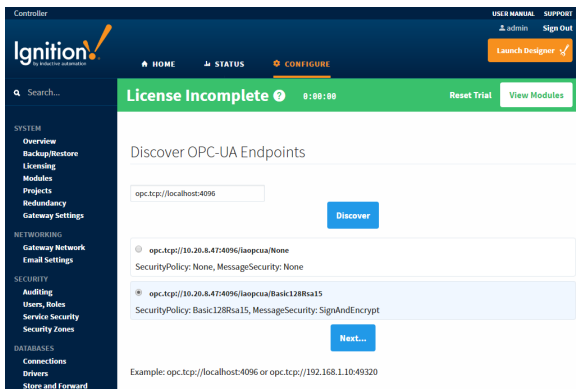 Controller
USER MANUAL SUPPORT
admin Sign Out
Ignition!
by inductive automation
HOME STATUS CONFIGURE
Launch Designer
Search...
License Incomplete ? 0:00:00 Reset Trial View Modules
SYSTEM
Overview
Backup/Restore
Licensing
Modules
Projects
Redundancy
Gateway Settings
NETWORKING
Gateway Network
Email Settings
SECURITY
Auditing
Users, Roles
Service Security
Security Zones
DATABASES
Connections
Drivers
Store and Forward
Discover OPC-UA Endpoints
opc.tcp://localhost:4096
Discover
opc.tcp://10.20.8.47:4096/iaopcua/None
SecurityPolicy: None, MessageSecurity: None
opc.tcp://10.20.8.47:4096/iaopcua/Basic128Rsa15
SecurityPolicy: Basic128Rsa15, MessageSecurity: SignAndEncrypt
Next...
Example: opc.tcp://localhost:4096 or opc.tcp://192.168.1.10:49320